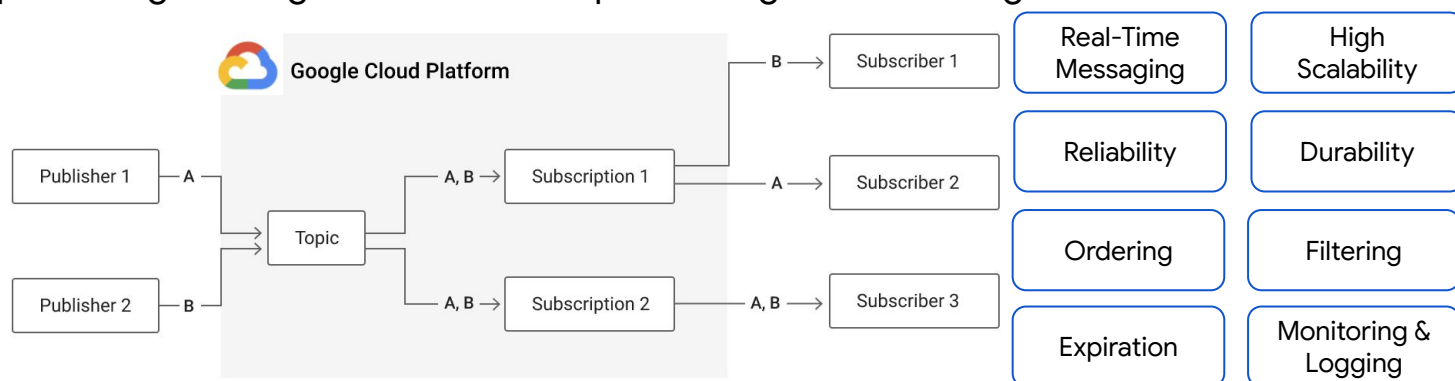 Google Cloud Platform
Publisher 1
A
Publisher 2
B
Topic
A, B
Subscription 1
A, B
Subscription 2
B
Subscriber 1
A
Subscriber 2
A, B
Subscriber 3
Real-Time
Messaging
High
Scalability
Reliability
Durability
Ordering
Filtering
Expiration
Monitoring &
Logging